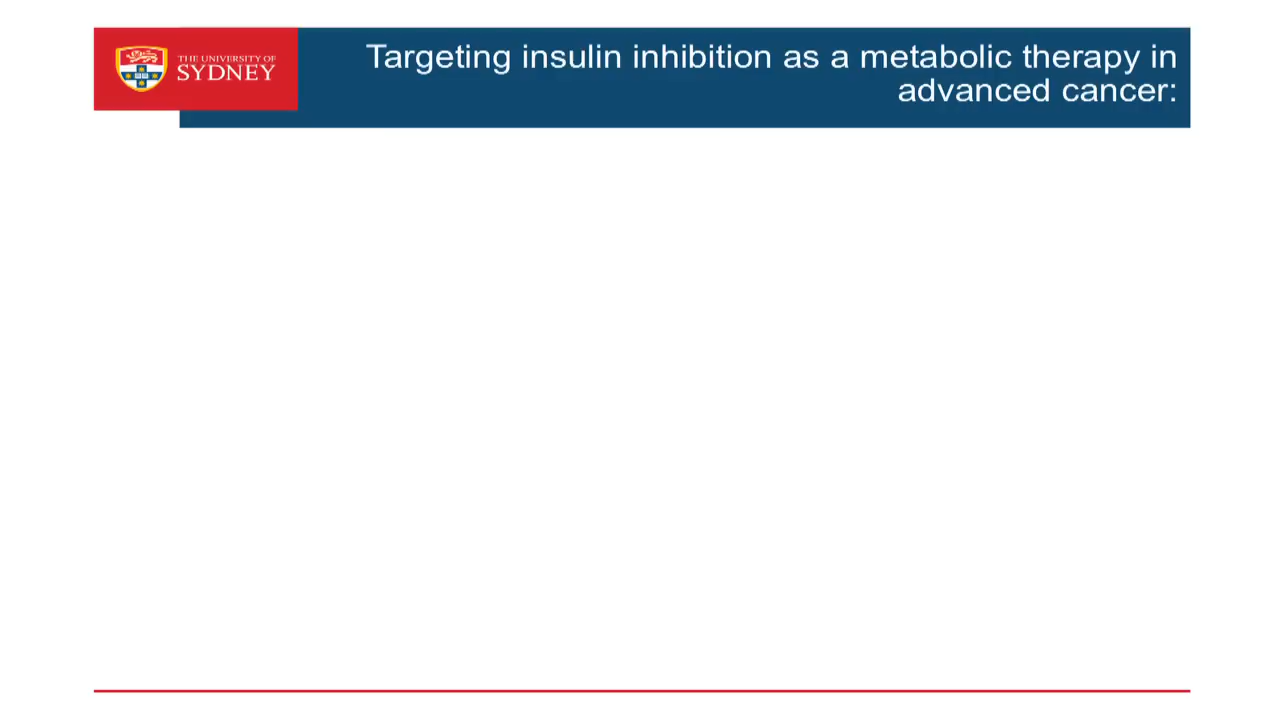 THE UNIVERSITY OF
SYDNEY
Targeting insulin inhibition as a metabolic therapy in
advanced cancer: